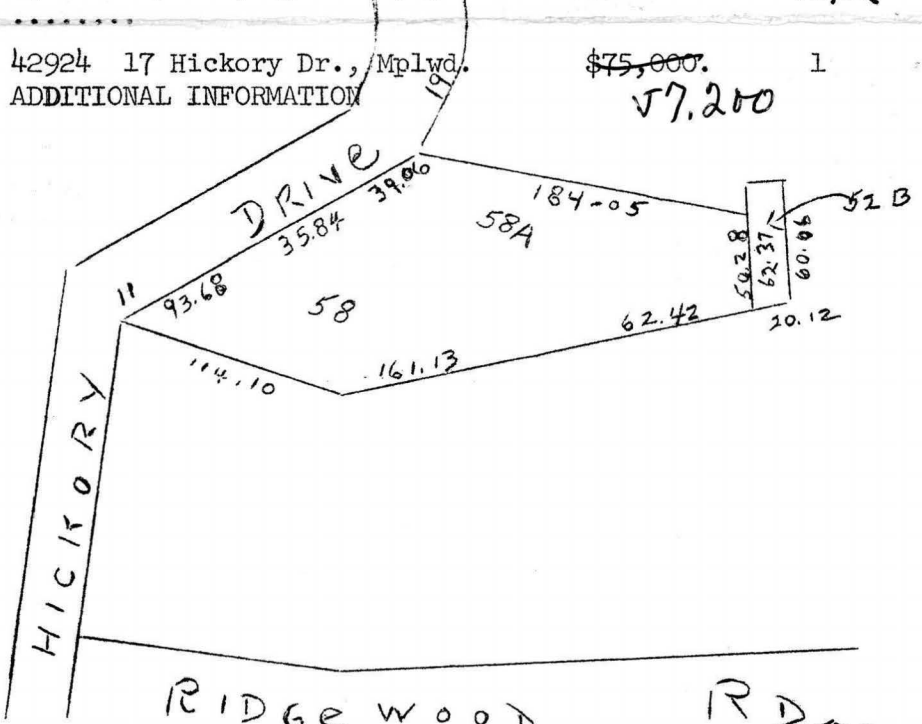 42924 17 Hickory Dr., Mplwd. $75,000. 1
ADDITIONAL INFORMATION
57.200
19.
DRIVE
39.06
35.84
93.68
11
184-05
58A
58
52 B
59.28
62.37
60.06
20.12
62.42
161.13
114.10
HICKORY
RIDGEWOOD RD.